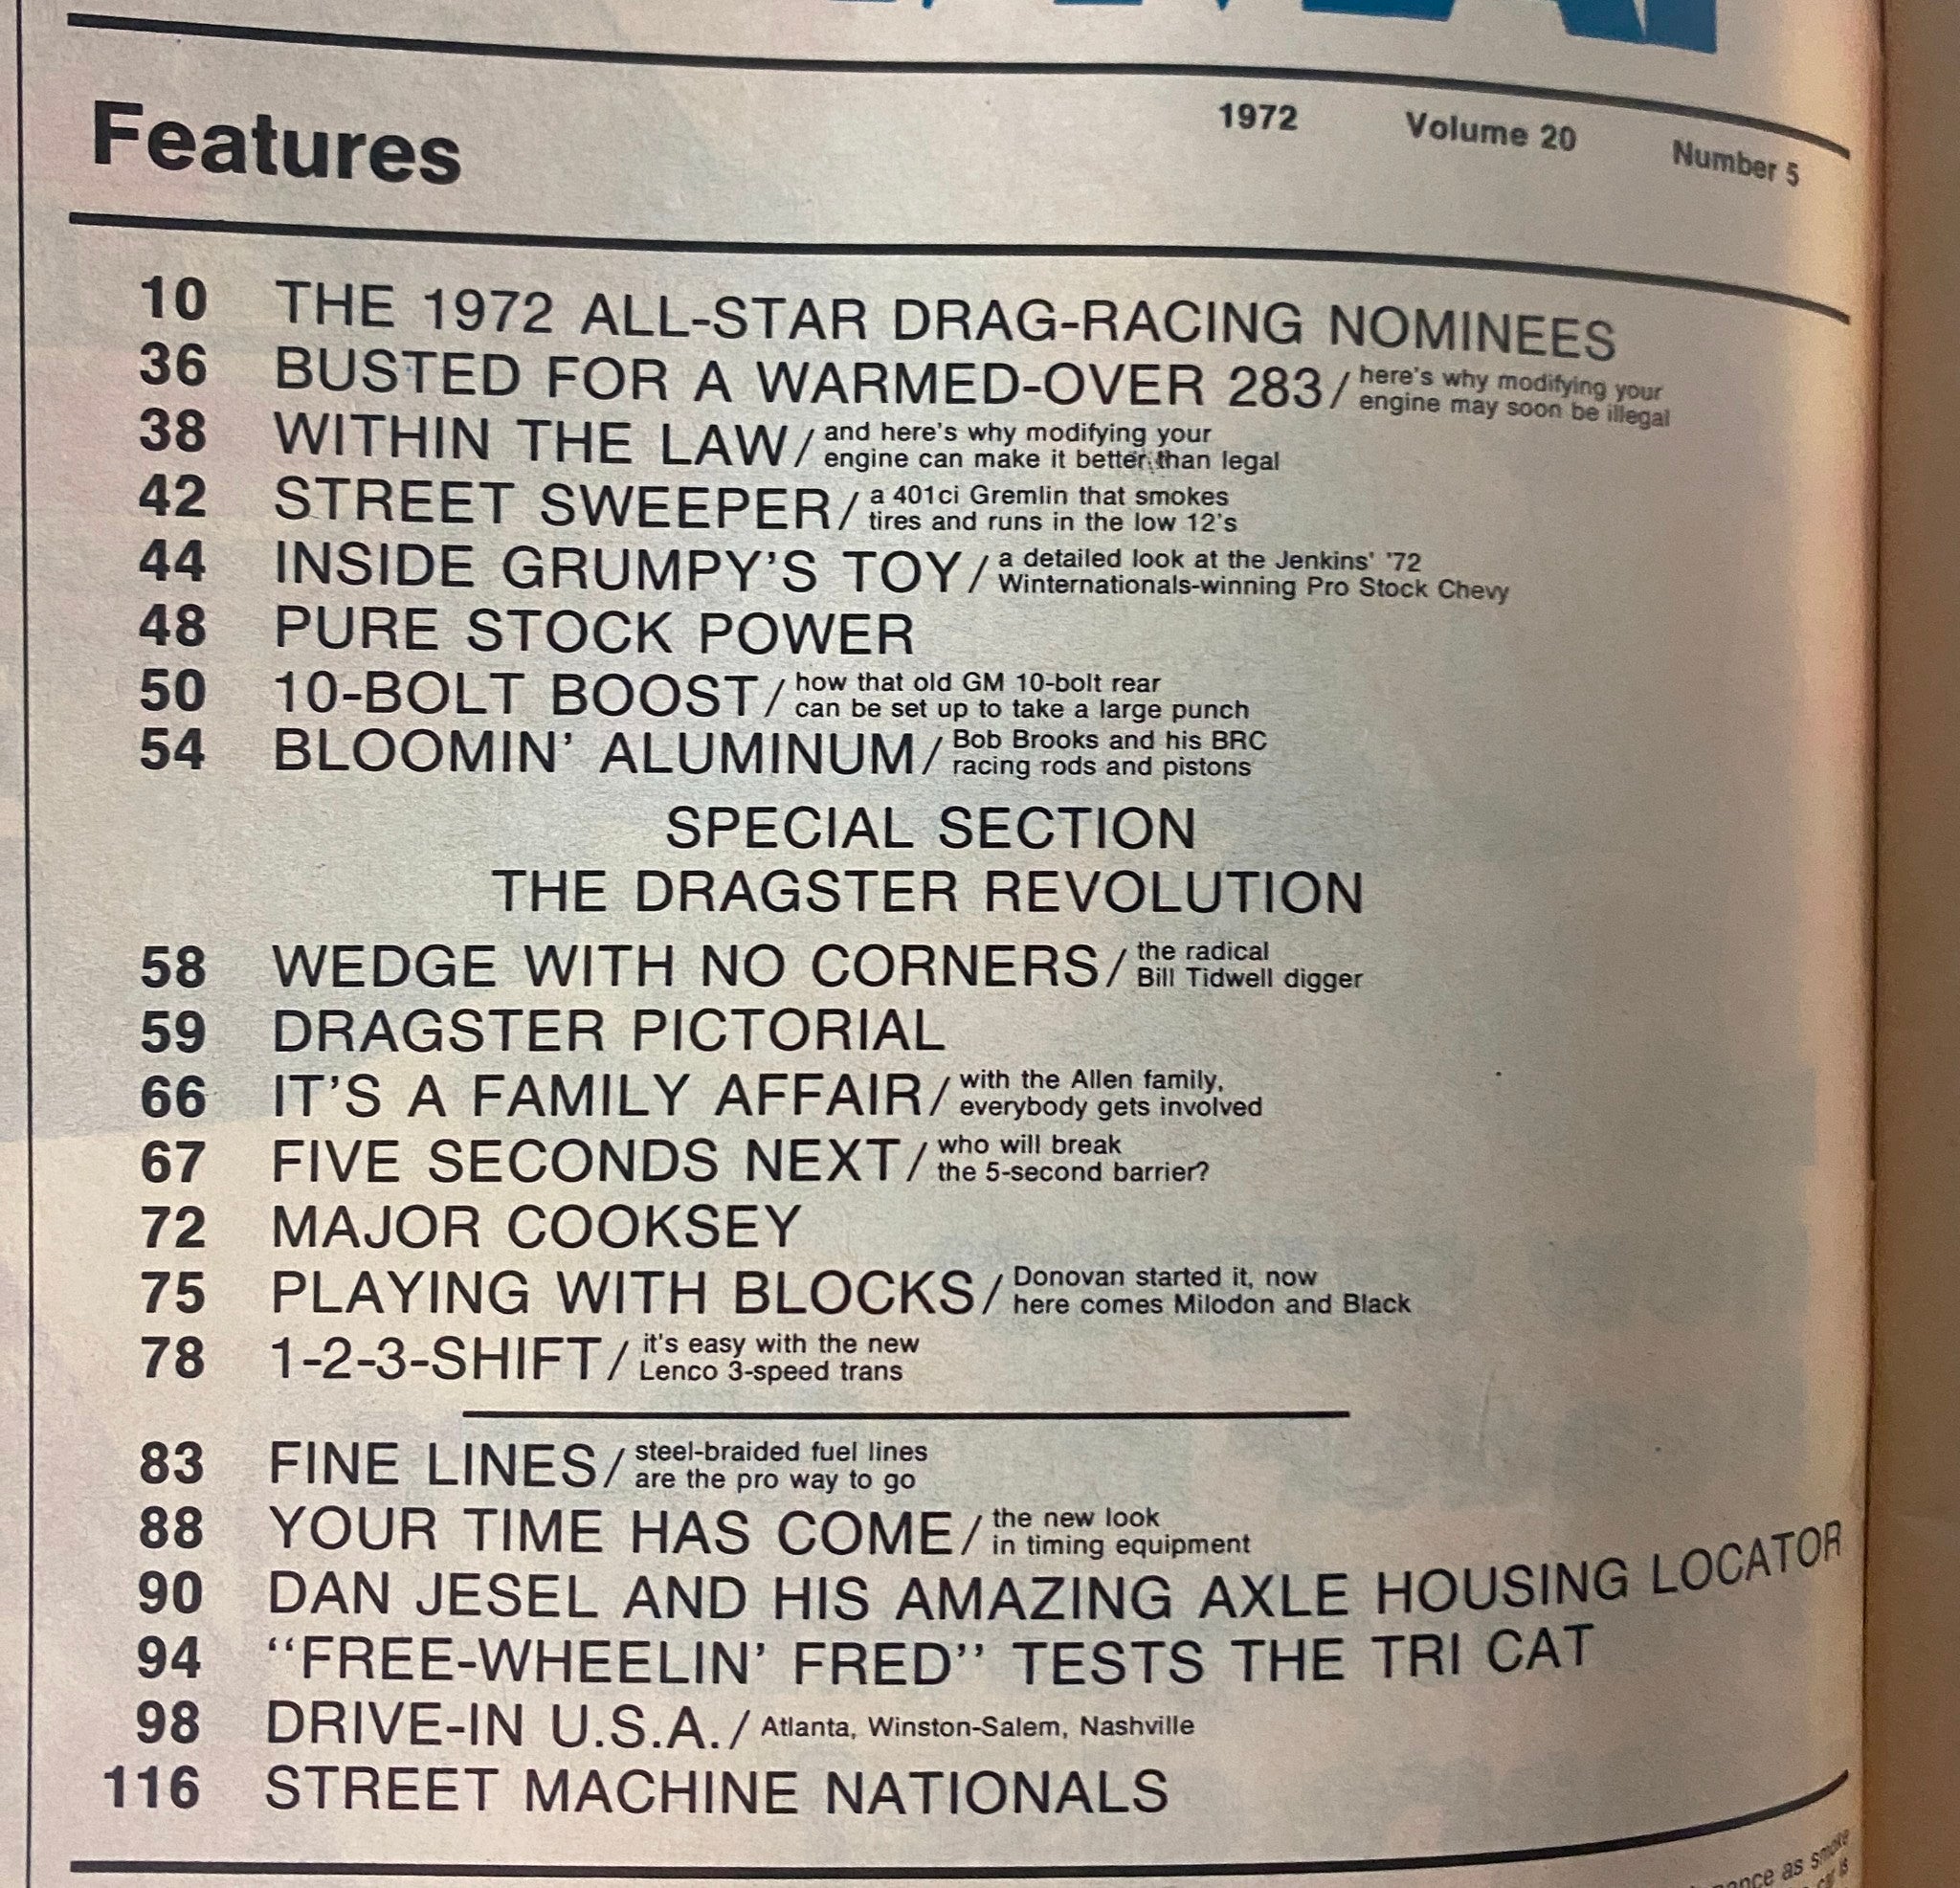 Features
1972 Volume 20 Number 5
10 THE 1972 ALL-STAR DRAG-RACING NOMINEES
36 BUSTED FOR A WARMED-OVER 283/ here's why modifying your
engine may soon be illegal
38 WITHIN THE LAW/ and here's why modifying your
engine can make it better than legal
42 STREET SWEEPER/ a 401ci Gremlin that smokes
tires and runs in the low 12's
44 INSIDE GRUMPY'S TOY/ a detailed look at the Jenkins' '72
Winternationals-winning Pro Stock Chevy
48 PURE STOCK POWER
50 10-BOLT BOOST/ how that old GM 10-bolt rear
can be set up to take a large punch
54 BLOOMIN' ALUMINUM/ Bob Brooks and his BRC
racing rods and pistons
SPECIAL SECTION
THE DRAGSTER REVOLUTION
58 WEDGE WITH NO CORNERS/ the radical
Bill Tidwell digger
59 DRAGSTER PICTORIAL
66 IT'S A FAMILY AFFAIR/ with the Allen family,
everybody gets involved
67 FIVE SECONDS NEXT/ who will break
the 5-second barrier?
72 MAJOR COOKSEY
75 PLAYING WITH BLOCKS/ Donovan started it, now
here comes Milodon and Black
78 1-2-3-SHIFT/ it's easy with the new
Lenco 3-speed trans
83 FINE LINES/ steel-braided fuel lines
are the pro way to go
88 YOUR TIME HAS COME/ the new look
in timing equipment
90 DAN JESEL AND HIS AMAZING AXLE HOUSING LOCATOR
94 "FREE-WHEELIN' FRED" TESTS THE TRI CAT
98 DRIVE-IN U.S.A./ Atlanta, Winston-Salem, Nashville
116 STREET MACHINE NATIONALS
as smoke
is